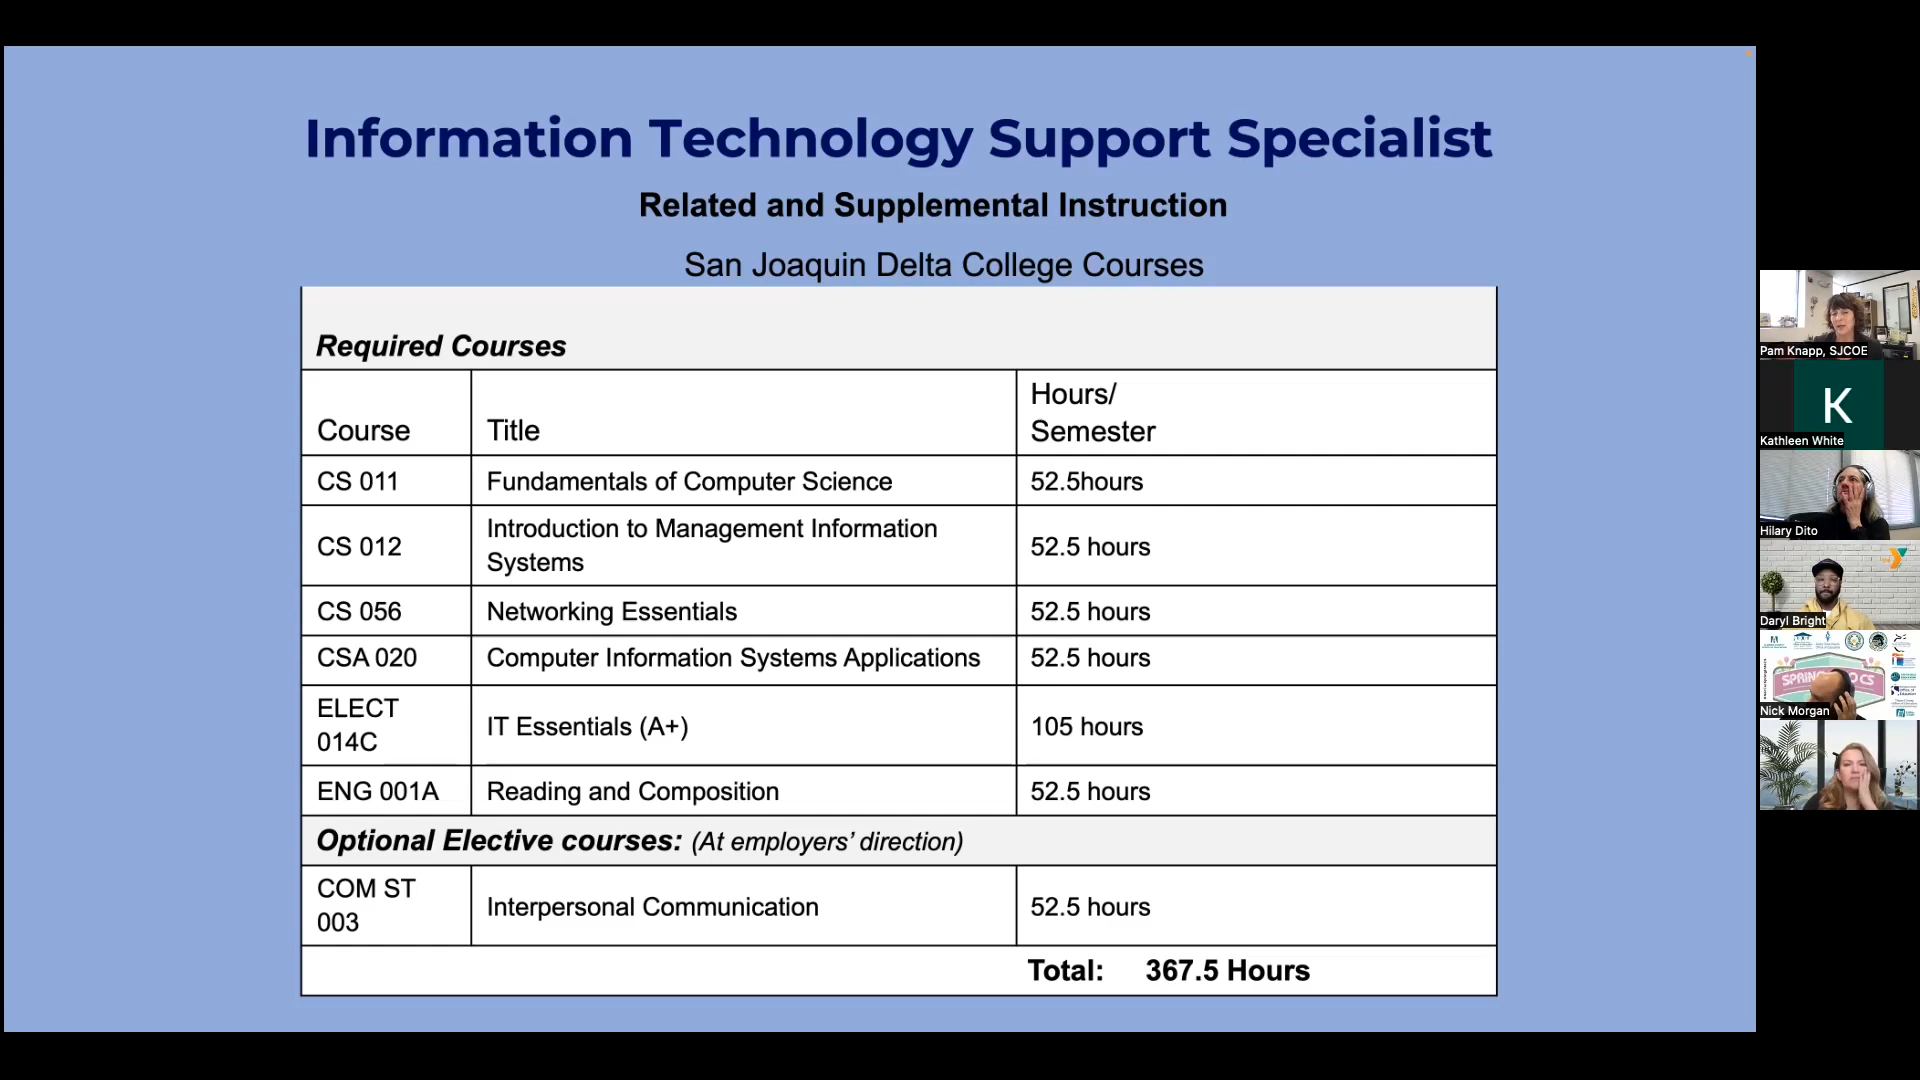 Information Technology Support Specialist
Related and Supplemental Instruction
San Joaquin Delta College Courses
Required Courses
Course
Title
Hours/
Semester
CS 011
Fundamentals of Computer Science
52.5hours
CS 012
Introduction to Management Information
Systems
52.5 hours
CS 056
Networking Essentials
52.5 hours
CSA 020
Computer Information Systems Applications
52.5 hours
ELECT
014C
IT Essentials (A+)
105 hours
ENG 001A
Reading and Composition
52.5 hours
Optional Elective courses: (At employers’ direction)
COM ST
003
Interpersonal Communication
52.5 hours
Total: 367.5 Hours
Pam Knapp, SJCOE
K
Kathleen White
Hilary Dito
Daryl Bright
Nick Morgan